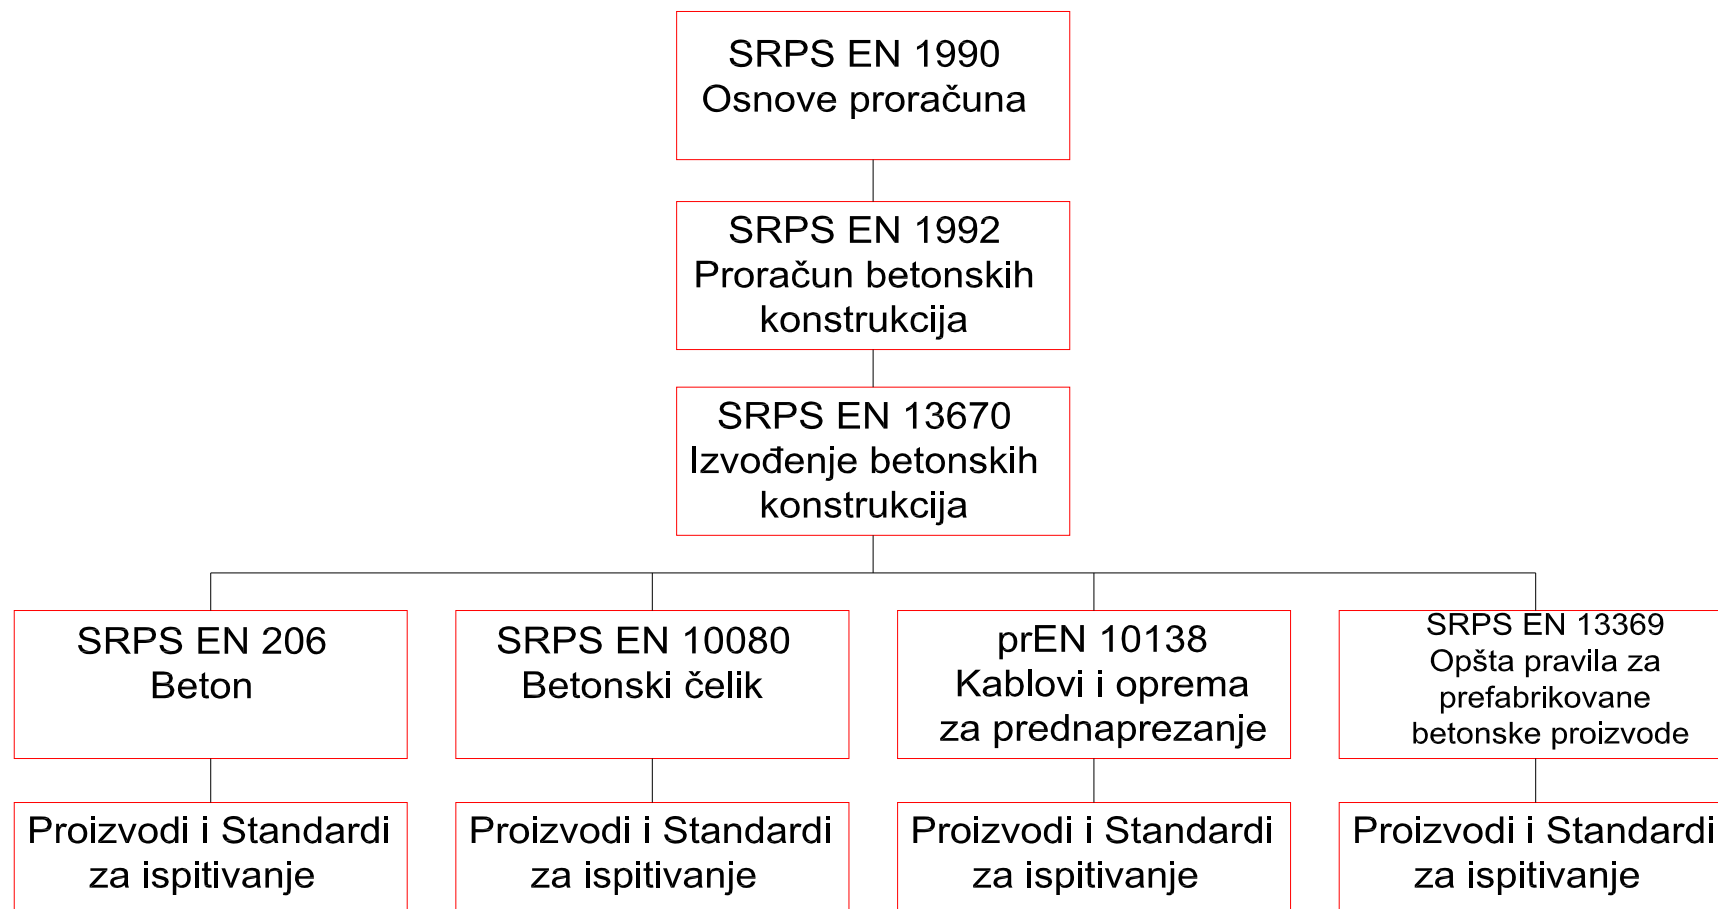 SRPS EN 1990
Osnove proračuna
SRPS EN 1992
Proračun betonskih
konstrukcija
SRPS EN 13670
Izvođenje betonskih
konstrukcija
SRPS EN 206
Beton
SRPS EN 10080
Betonski čelik
prEN 10138
Kablovi i oprema
za prednaprezanje
SRPS EN 13369
Opšta pravila za
prefabrikovane
betonske proizvode
Proizvodi i Standardi
za ispitivanje
Proizvodi i Standardi
za ispitivanje
Proizvodi i Standardi
za ispitivanje
Proizvodi i Standardi
za ispitivanje